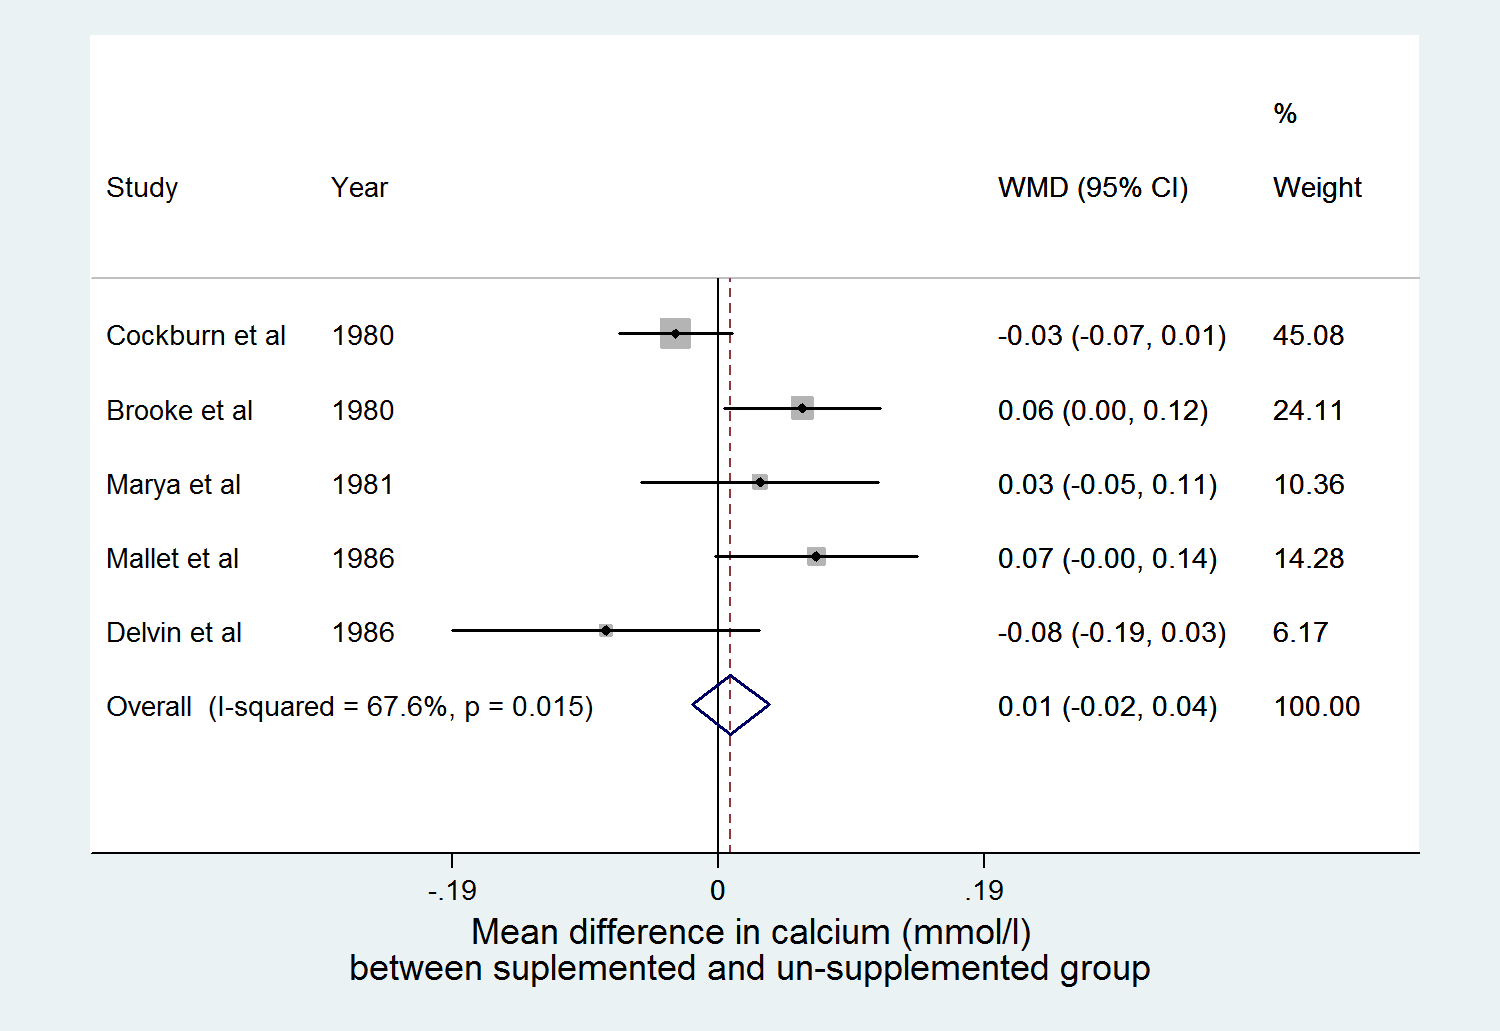 %
Study Year WMD (95% CI) Weight
Cockburn et al 1980 -0.03 (-0.07, 0.01) 45.08
Brooke et al 1980 0.06 (0.00, 0.12) 24.11
Marya et al 1981 0.03 (-0.05, 0.11) 10.36
Mallet et al 1986 0.07 (-0.00, 0.14) 14.28
Delvin et al 1986 -0.08 (-0.19, 0.03) 6.17
Overall (I-squared = 67.6%, p = 0.015) 0.01 (-0.02, 0.04) 100.00
-.19 0 .19
Mean difference in calcium (mmol/l)
between suplemented and un-supplemented group